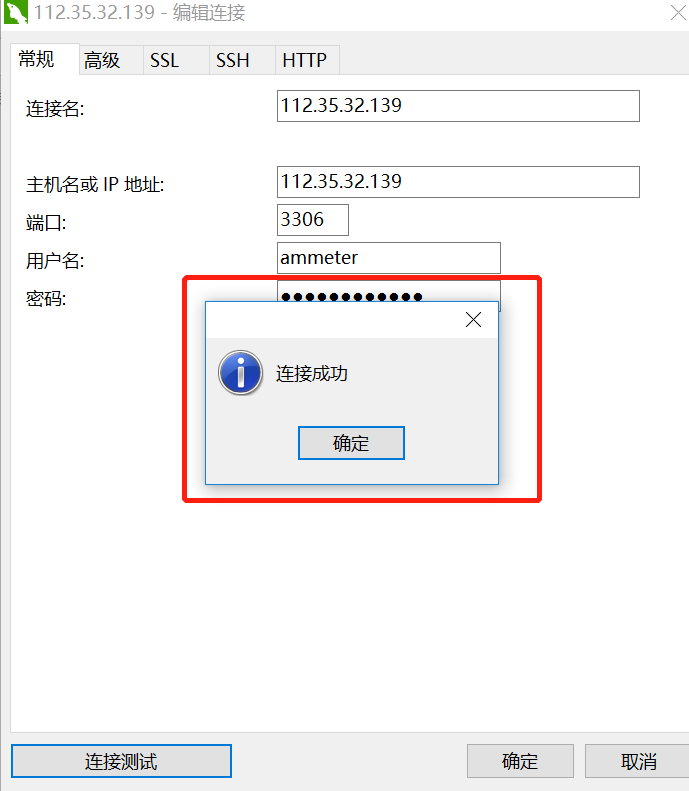 112.35.32.139 - 编辑连接
常规 高级 SSL SSH HTTP
连接名: 112.35.32.139
主机名或 IP 地址: 112.35.32.139
端口: 3306
用户名: ammeter
密码: ●●●●●●●●●●●●
连接成功
确定
连接测试 确定 取消